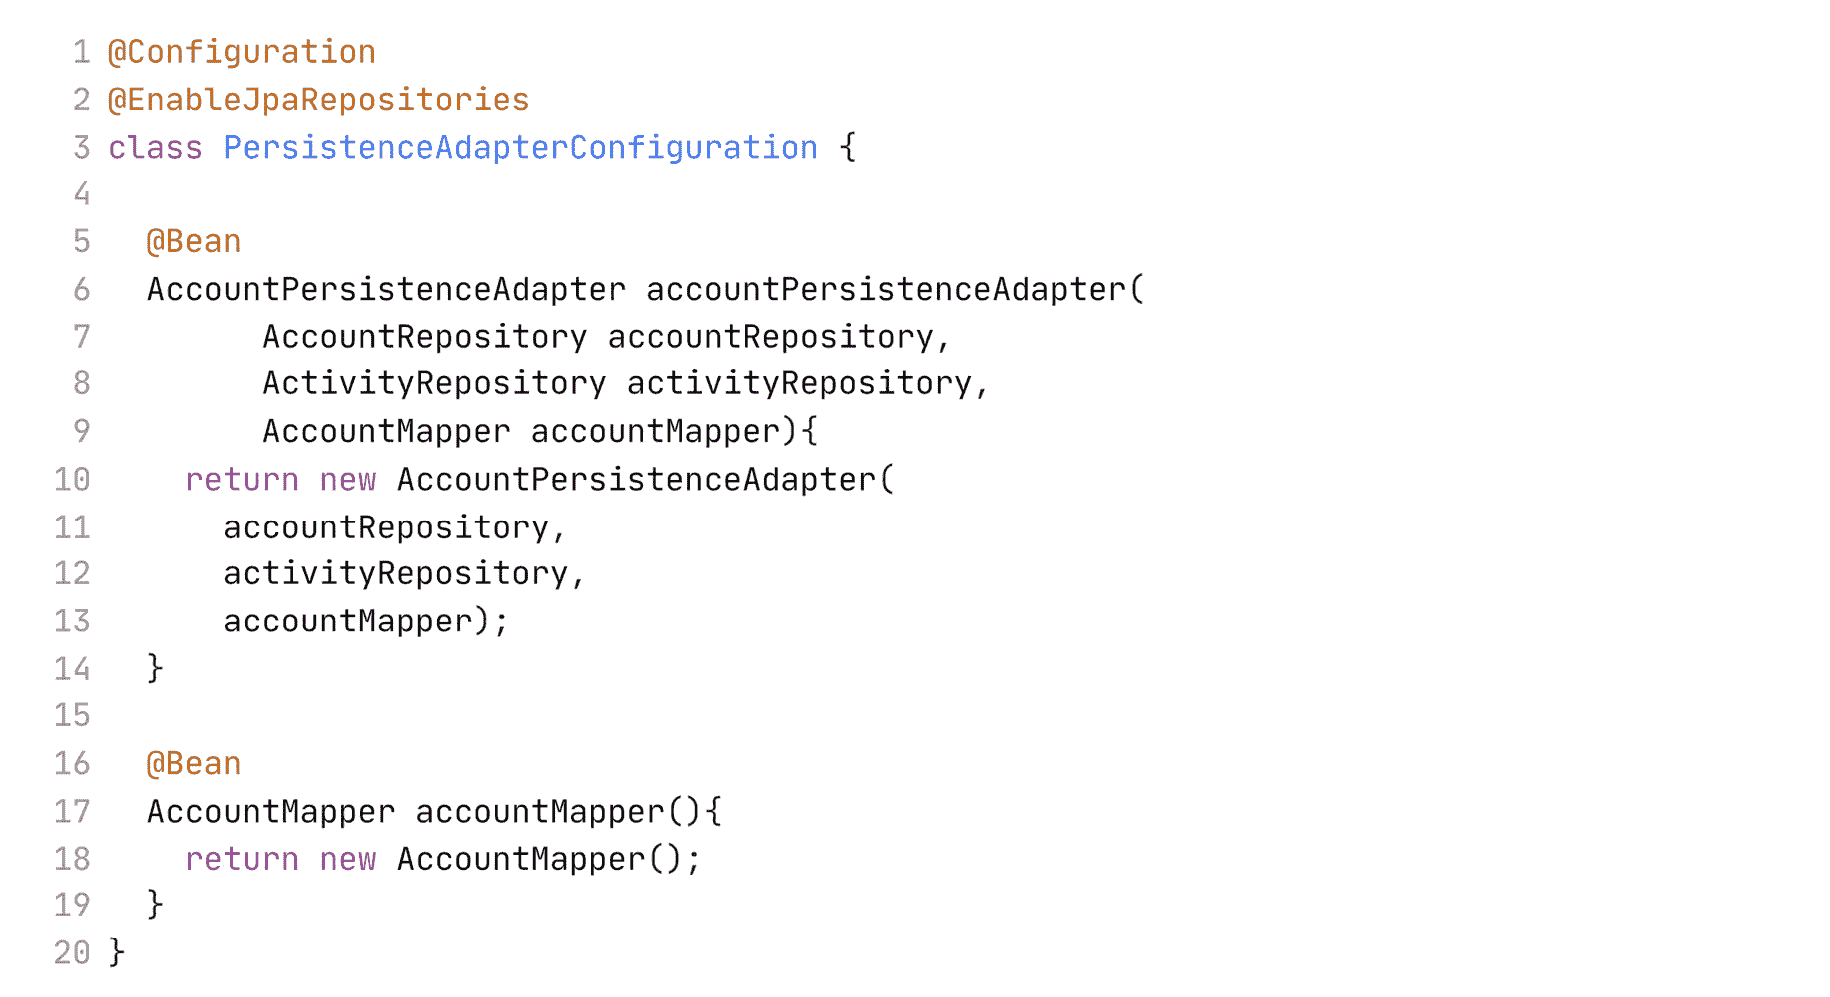 1 @Configuration
2 @EnableJpaRepositories
3 class PersistenceAdapterConfiguration {
4
5   @Bean
6   AccountPersistenceAdapter accountPersistenceAdapter(
7         AccountRepository accountRepository,
8         ActivityRepository activityRepository,
9         AccountMapper accountMapper){
10     return new AccountPersistenceAdapter(
11       accountRepository,
12       activityRepository,
13       accountMapper);
14   }
15
16   @Bean
17   AccountMapper accountMapper(){
18     return new AccountMapper();
19   }
20 }